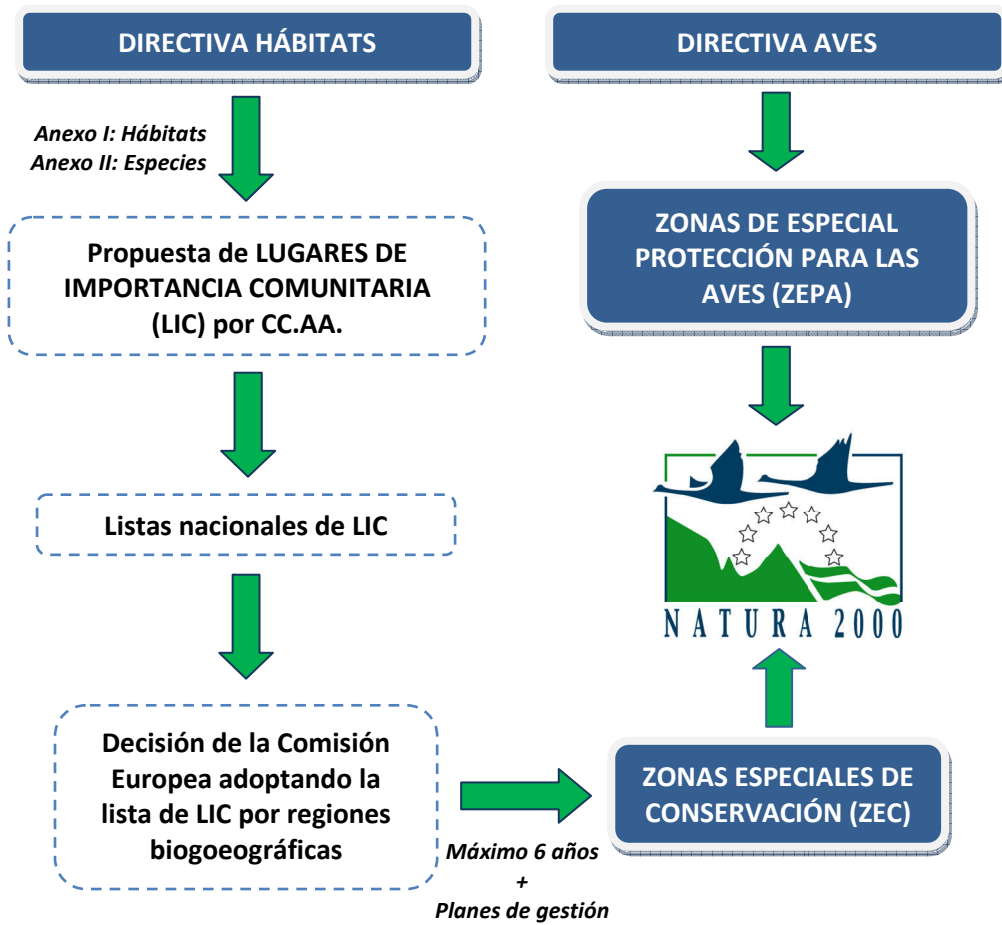 DIRECTIVA HÁBITATS
DIRECTIVA AVES
Anexo I: Hábitats
Anexo II: Especies
Propuesta de LUGARES DE
IMPORTANCIA COMUNITARIA
(LIC) por CC.AA.
ZONAS DE ESPECIAL
PROTECCIÓN PARA LAS
AVES (ZEPA)
Listas nacionales de LIC
NATURA 2000
Decisión de la Comisión
Europea adoptando la
lista de LIC por regiones
biogoeográficas
Máximo 6 años
+
Planes de gestión
ZONAS ESPECIALES DE
CONSERVACIÓN (ZEC)